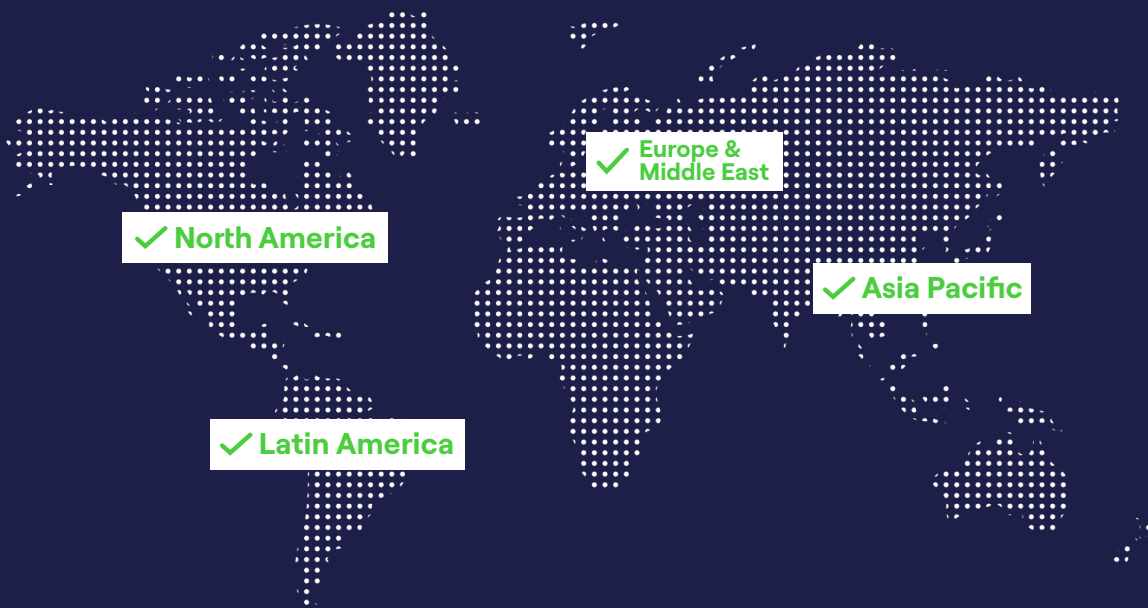 Europe &
Middle East
North America
Asia Pacific
Latin America